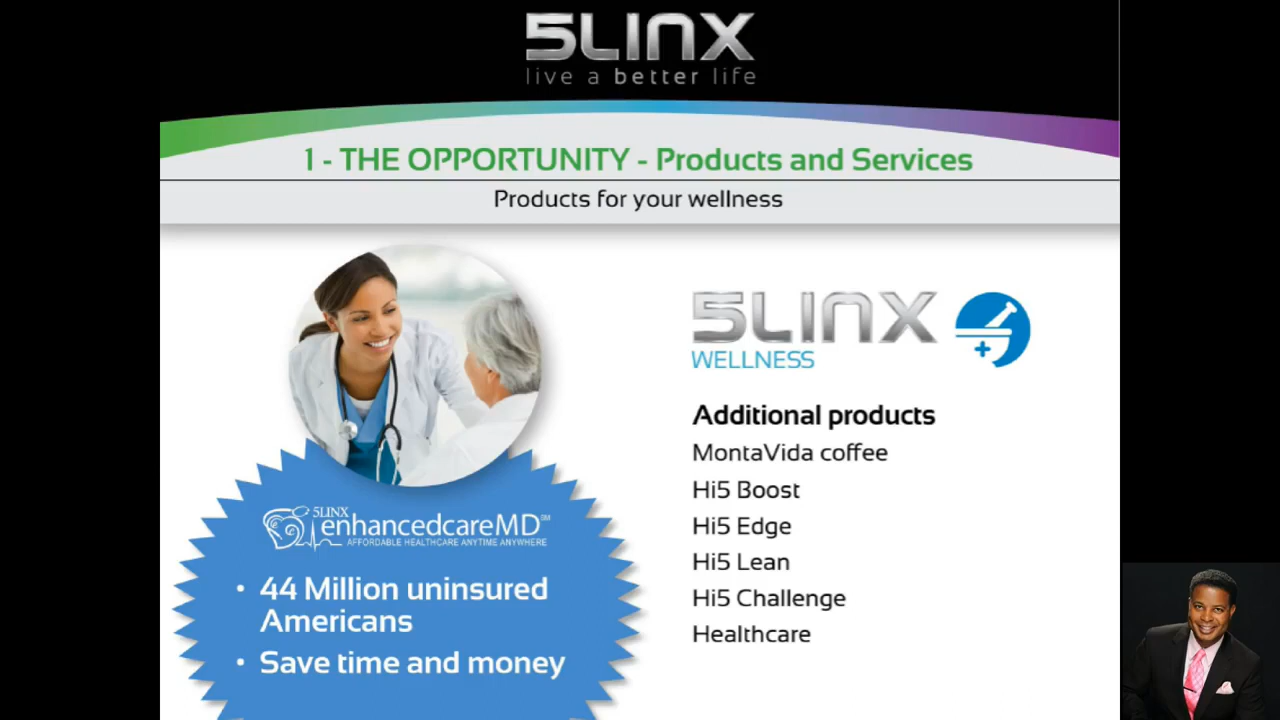 5LINX
live a better life
1 - THE OPPORTUNITY - Products and Services
Products for your wellness
5LINX
enhancedcareMD℠
AFFORDABLE HEALTHCARE ANYTIME ANYWHERE
• 44 Million uninsured
Americans
• Save time and money
5LINX
WELLNESS
Additional products
MontaVida coffee
Hi5 Boost
Hi5 Edge
Hi5 Lean
Hi5 Challenge
Healthcare